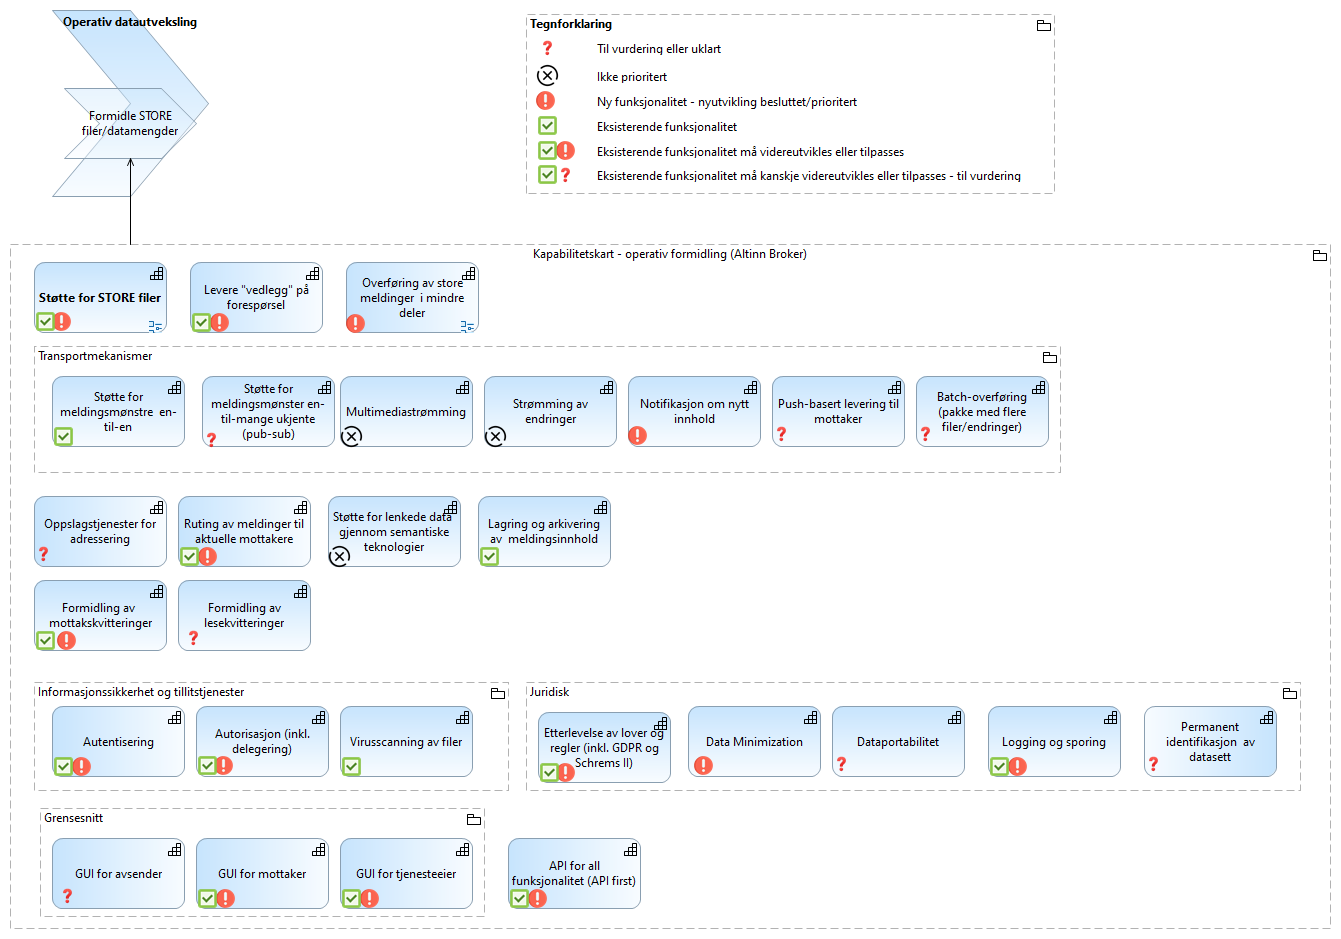 Operativ datautveksling
Formidle STORE
filer/datamengder
Tegnforklaring
Til vurdering eller uklart
Ikke prioritert
Ny funksjonalitet - nyutvikling besluttet/prioritert
Eksisterende funksjonalitet
Eksisterende funksjonalitet må videreutvikles eller tilpasses
Eksisterende funksjonalitet må kanskje videreutvikles eller tilpasses - til vurdering
Kapabilitetskart - operativ formidling (Altinn Broker)
Støtte for STORE filer
Levere "vedlegg" på
forespørsel
Overføring av store
meldinger i mindre
deler
Transportmekanismer
Støtte for
meldingsmønstre en-
til-en
Støtte for
meldingsmønster en-
til-mange ukjente
(pub-sub)
Multimediastrømming
Strømming av
endringer
Notifikasjon om nytt
innhold
Push-basert levering til
mottaker
Batch-overføring
(pakke med flere
filer/endringer)
Oppslagstjenester for
adressering
Ruting av meldinger til
aktuelle mottakere
Støtte for lenkede data
gjennom semantiske
teknologier
Lagring og arkivering
av meldingsinnhold
Formidling av
mottakskvitteringer
Formidling av
lesekvitteringer
Informasjonssikkerhet og tillitstjenester
Autentisering
Autorisasjon (inkl.
delegering)
Virusscanning av filer
Juridisk
Etterlevelse av lover og
regler (inkl. GDPR og
Schrems II)
Data Minimization
Dataportabilitet
Logging og sporing
Permanent
identifikasjon av
datasett
Grensesnitt
GUI for avsender
GUI for mottaker
GUI for tjenesteeier
API for all
funksjonalitet (API first)